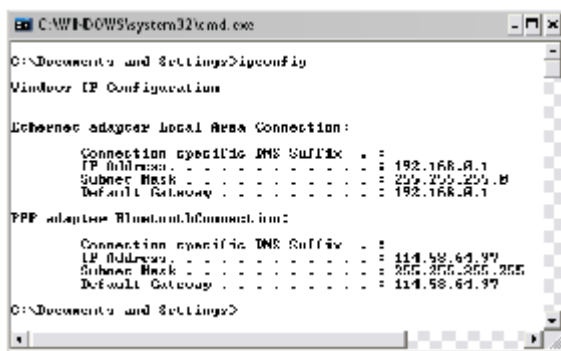 C:\WINDOWS\system32\cmd.exe
C:\Documents and Settings>ipconfig
Windows IP Configuration
Ethernet adapter Local Area Connection:
Connection-specific DNS Suffix . :
IP Address. . . . . . . . . . . . : 192.168.0.1
Subnet Mask . . . . . . . . . . . : 255.255.255.0
Default Gateway . . . . . . . . . : 192.168.0.1
PPP adapter BluetoothConnection:
Connection-specific DNS Suffix . :
IP Address. . . . . . . . . . . . : 114.58.64.97
Subnet Mask . . . . . . . . . . . : 255.255.255.255
Default Gateway . . . . . . . . . : 114.58.64.97
C:\Documents and Settings>